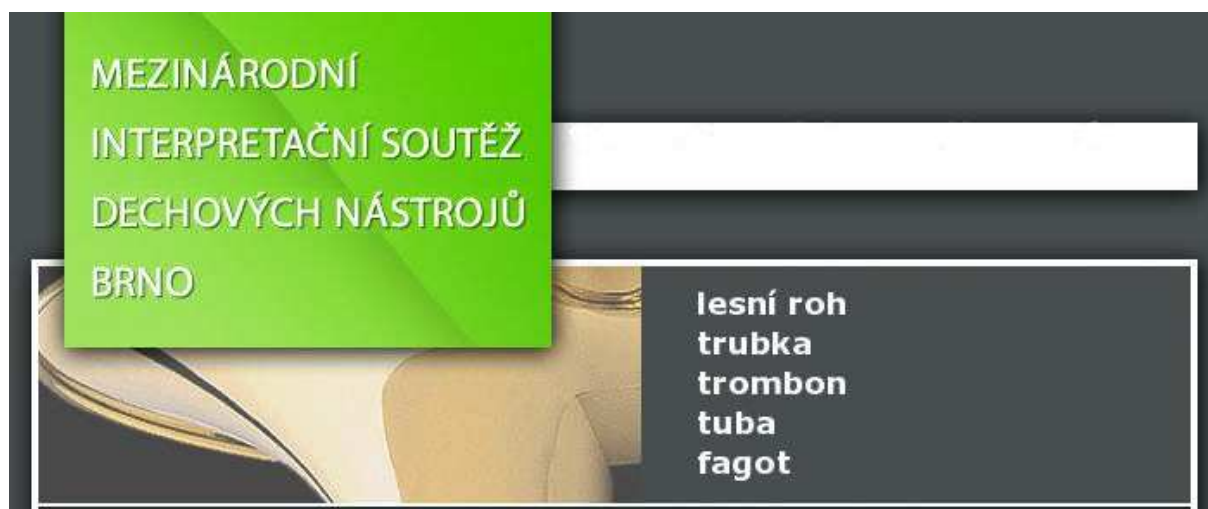 MEZINÁRODNÍ
INTERPRETAČNÍ SOUTĚŽ
DECHOVÝCH NÁSTROJŮ
BRNO
lesní roh
trubka
trombon
tuba
fagot